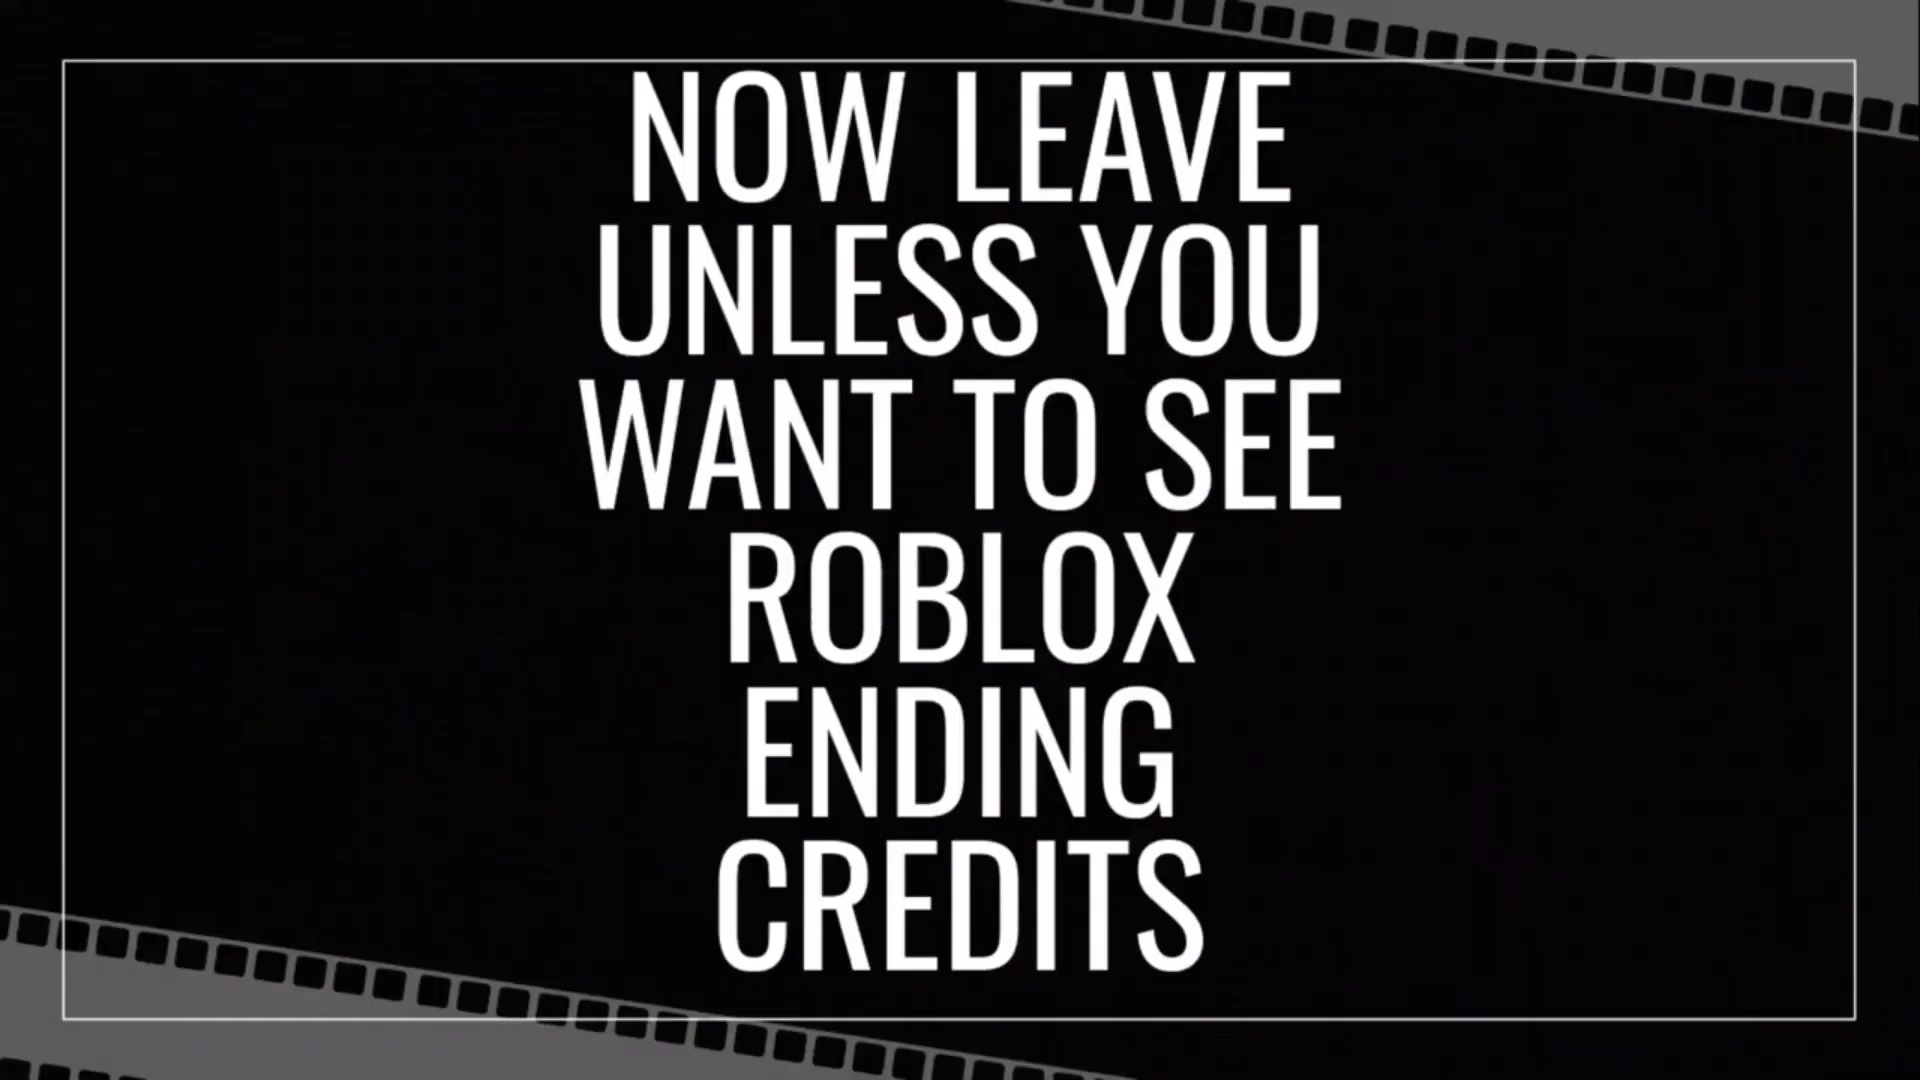 NOW LEAVE
UNLESS YOU
WANT TO SEE
ROBLOX
ENDING
CREDITS